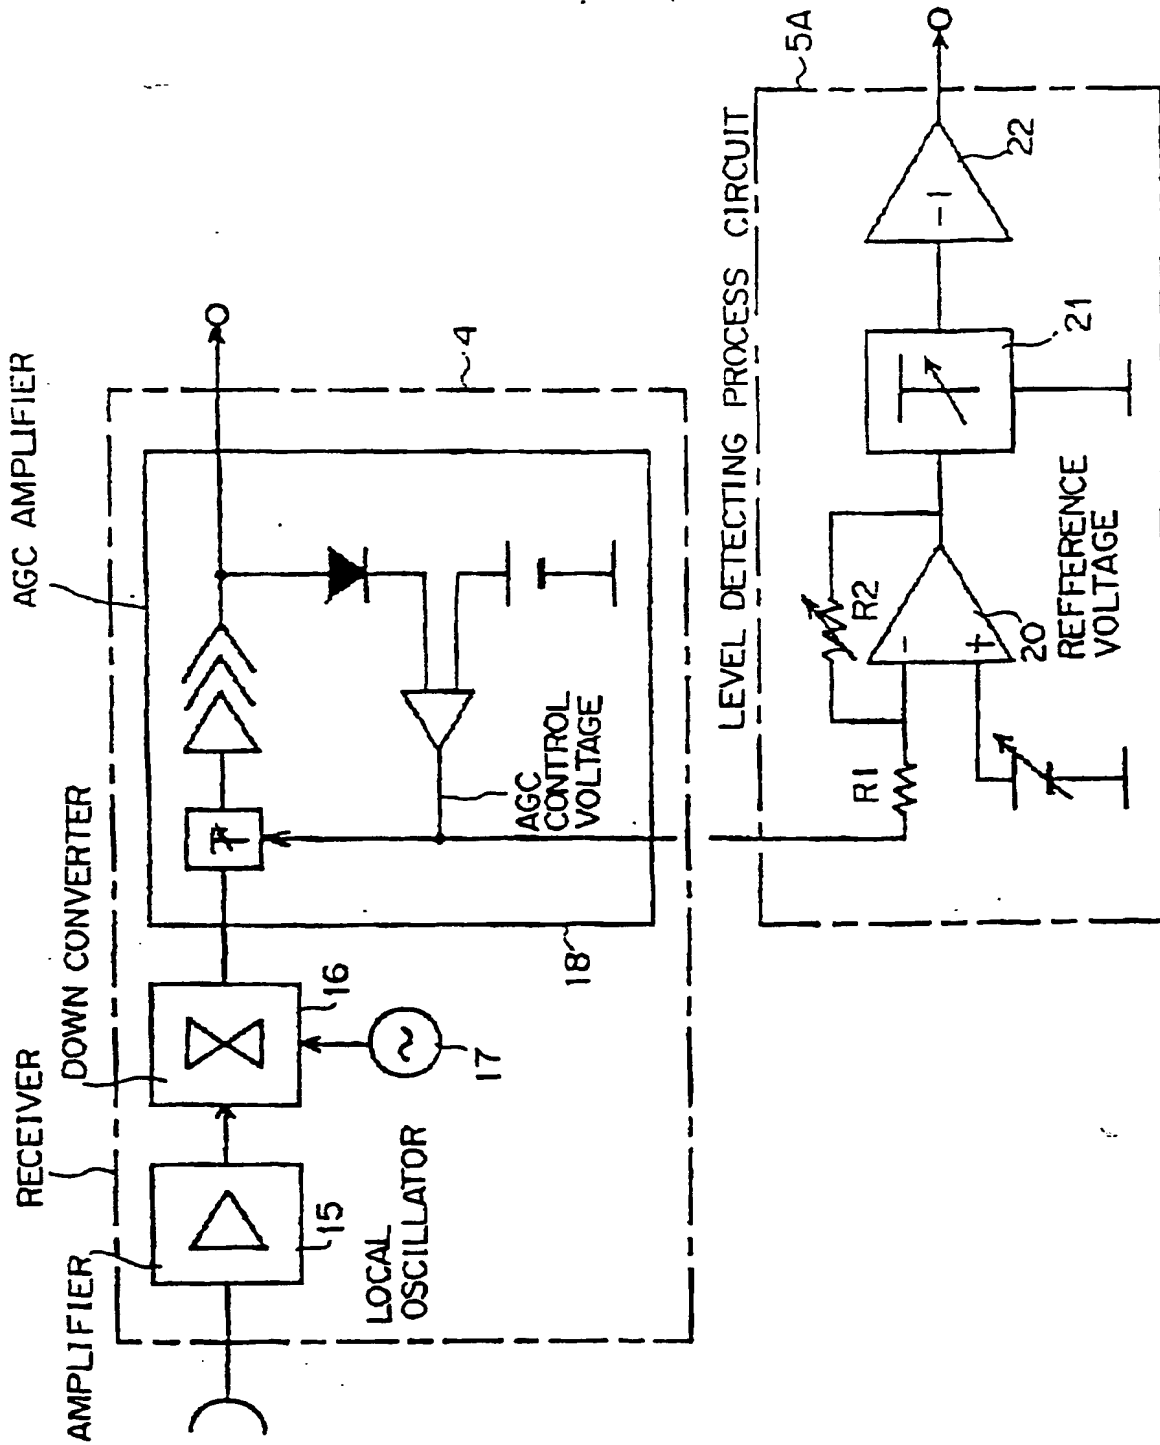 RECEIVER
AMPLIFIER
DOWN CONVERTER
AGC AMPLIFIER
15
16
LOCAL
OSCILLATOR
17
18
AGC
CONTROL
VOLTAGE
4
LEVEL DETECTING PROCESS CIRCUIT
5A
R1
R2
-
+
20
REFFERENCE
VOLTAGE
21
-1
22